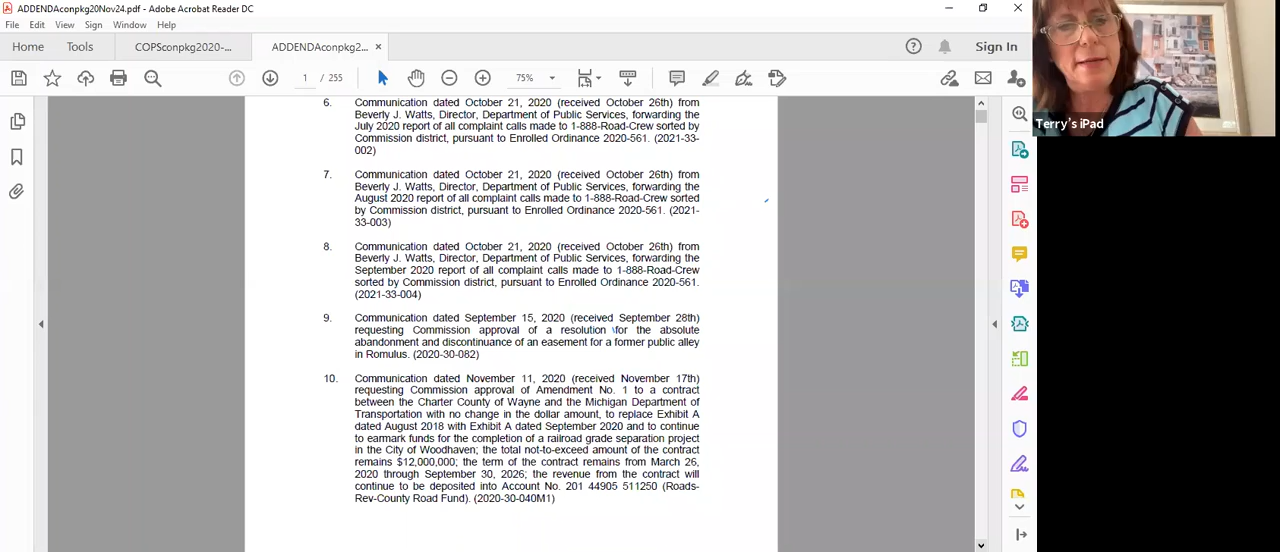 ADDENDAconpkg20Nov24.pdf - Adobe Acrobat Reader DC
File Edit View Sign Window Help
Home Tools COPSconpkg2020-... ADDENDAconpkg2... × Sign In
1 / 255 75%
6. Communication dated October 21, 2020 (received October 26th) from
Beverly J. Watts, Director, Department of Public Services, forwarding the
July 2020 report of all complaint calls made to 1-888-Road-Crew sorted by
Commission district, pursuant to Enrolled Ordinance 2020-561. (2021-33-
002)
7. Communication dated October 21, 2020 (received October 26th) from
Beverly J. Watts, Director, Department of Public Services, forwarding the
August 2020 report of all complaint calls made to 1-888-Road-Crew sorted
by Commission district, pursuant to Enrolled Ordinance 2020-561. (2021-
33-003)
8. Communication dated October 21, 2020 (received October 26th) from
Beverly J. Watts, Director, Department of Public Services, forwarding the
September 2020 report of all complaint calls made to 1-888-Road-Crew
sorted by Commission district, pursuant to Enrolled Ordinance 2020-561.
(2021-33-004)
9. Communication dated September 15, 2020 (received September 28th)
requesting Commission approval of a resolution for the absolute
abandonment and discontinuance of an easement for a former public alley
in Romulus. (2020-30-082)
10. Communication dated November 11, 2020 (received November 17th)
requesting Commission approval of Amendment No. 1 to a contract
between the Charter County of Wayne and the Michigan Department of
Transportation with no change in the dollar amount, to replace Exhibit A
dated August 2018 with Exhibit A dated September 2020 and to continue
to earmark funds for the completion of a railroad grade separation project
in the City of Woodhaven; the total not-to-exceed amount of the contract
remains $12,000,000; the term of the contract remains from March 26,
2020 through September 30, 2026; the revenue from the contract will
continue to be deposited into Account No. 201 44905 511250 (Roads-
Rev-County Road Fund). (2020-30-040M1)
Terry's iPad